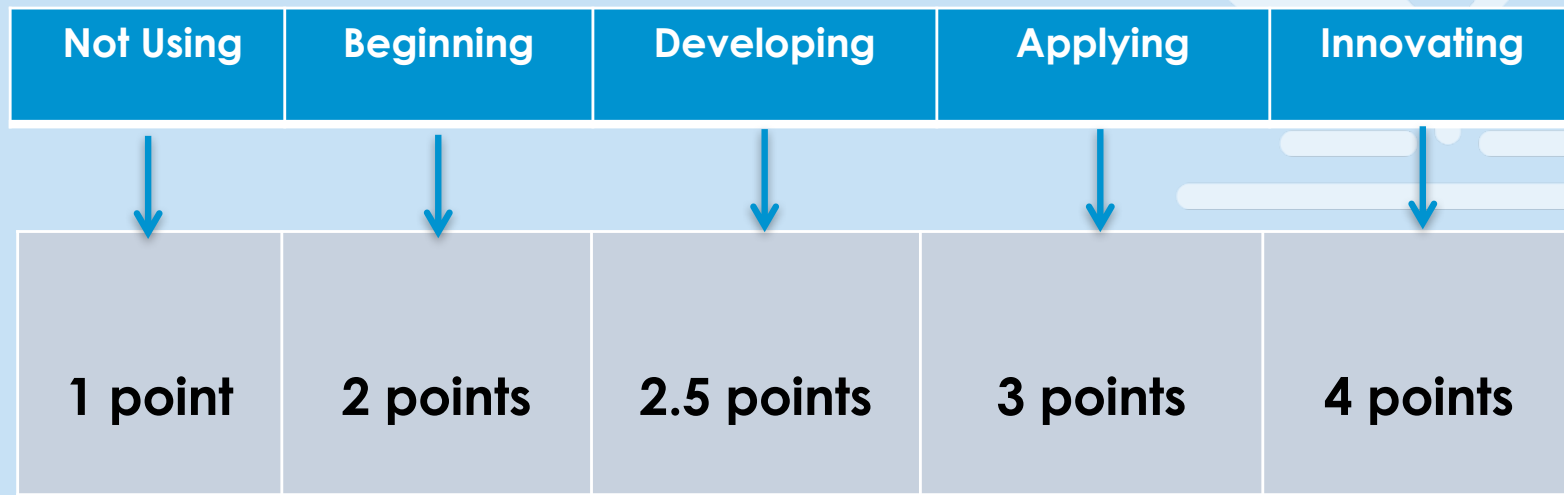 Not Using Beginning Developing Applying Innovating
1 point 2 points 2.5 points 3 points 4 points